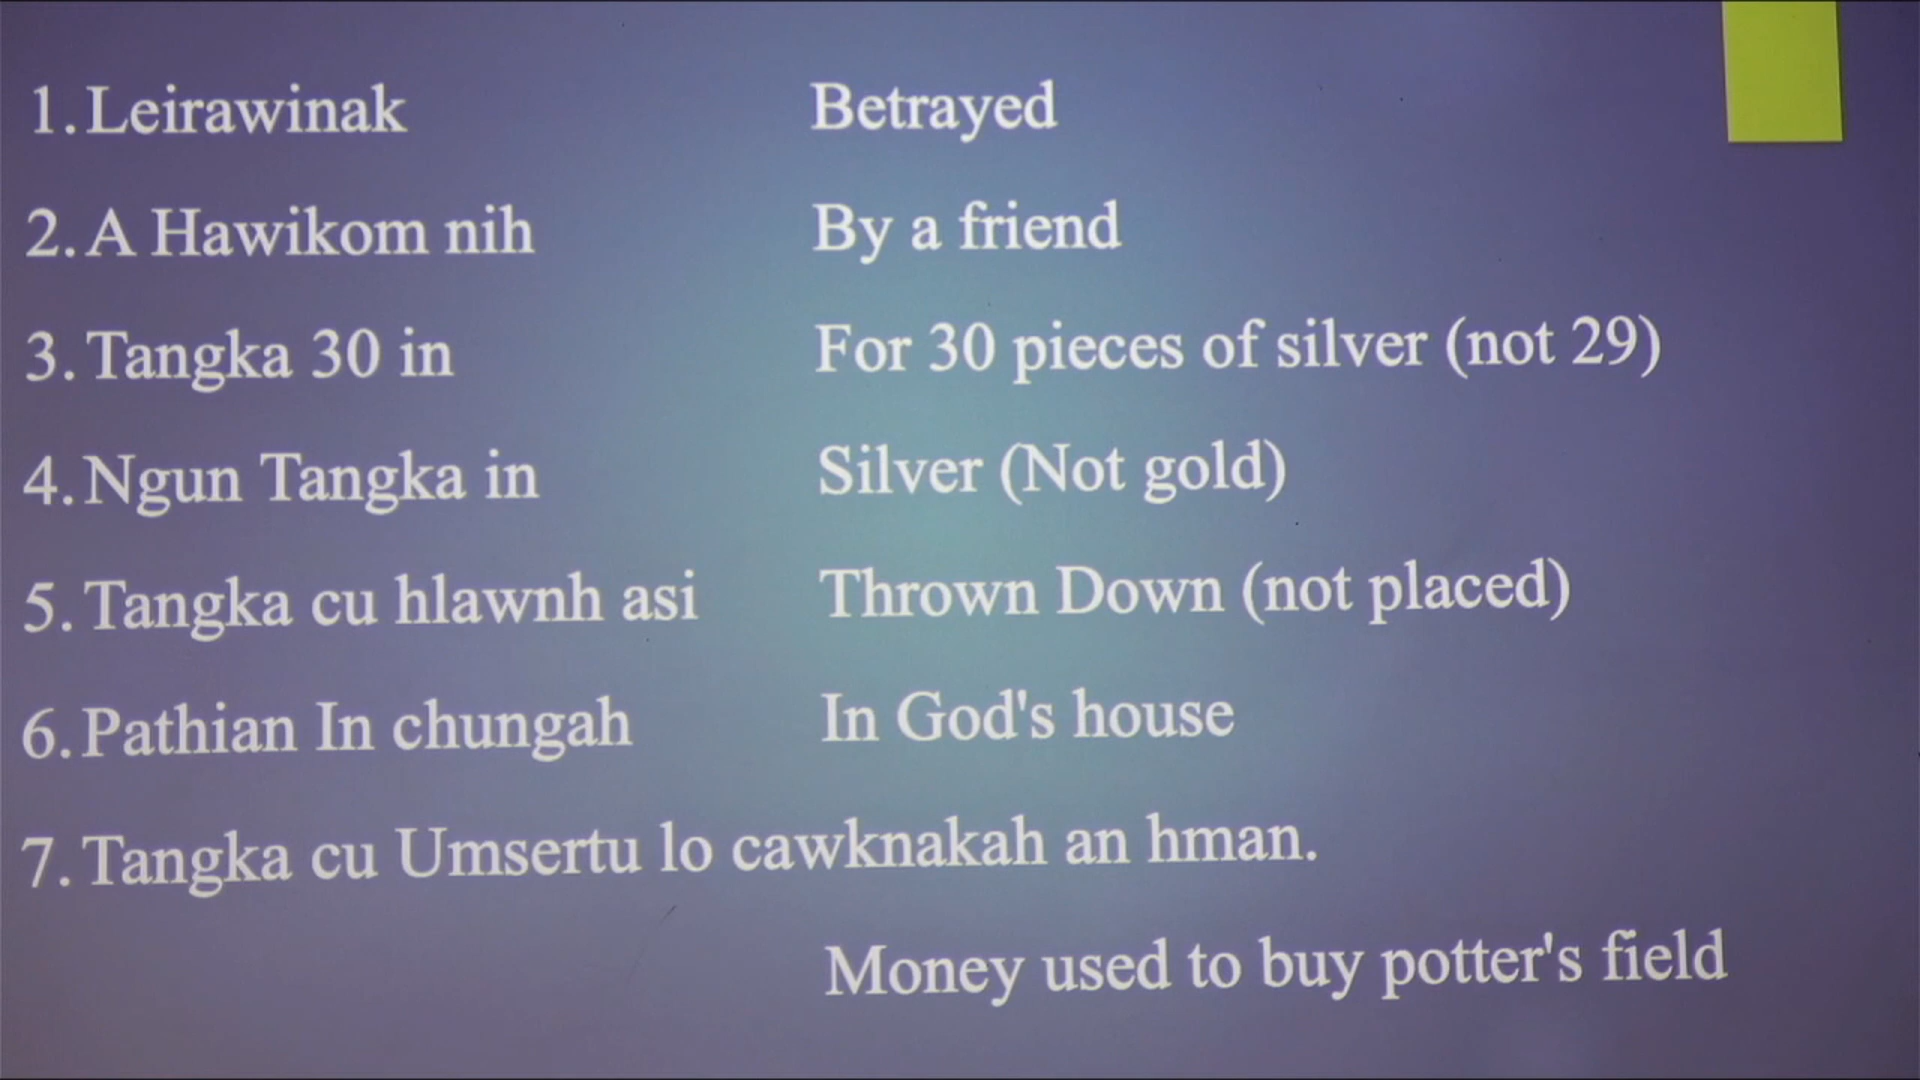 1. Leirawinak Betrayed
2. A Hawikom nih By a friend
3. Tangka 30 in For 30 pieces of silver (not 29)
4. Ngun Tangka in Silver (Not gold)
5. Tangka cu hlawnh asi Thrown Down (not placed)
6. Pathian In chungah In God's house
7. Tangka cu Umsertu lo cawknakah an hman.
Money used to buy potter's field